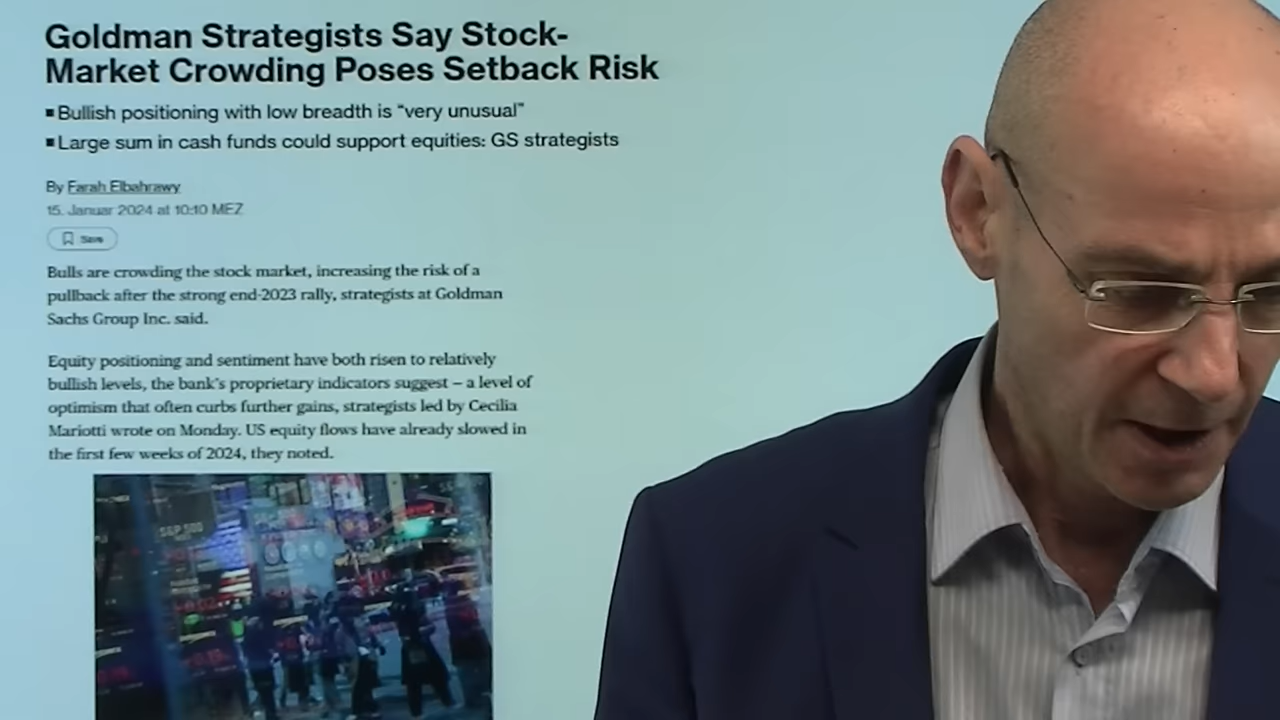 Goldman Strategists Say Stock-
Market Crowding Poses Setback Risk
▪ Bullish positioning with low breadth is “very unusual”
▪ Large sum in cash funds could support equities: GS strategists
By Farah Elbahrawy
15. Januar 2024 at 10:10 MEZ
Save
Bulls are crowding the stock market, increasing the risk of a
pullback after the strong end-2023 rally, strategists at Goldman
Sachs Group Inc. said.
Equity positioning and sentiment have both risen to relatively
bullish levels, the bank’s proprietary indicators suggest – a level of
optimism that often curbs further gains, strategists led by Cecilia
Mariotti wrote on Monday. US equity flows have already slowed in
the first few weeks of 2024, they noted.
S&P 500